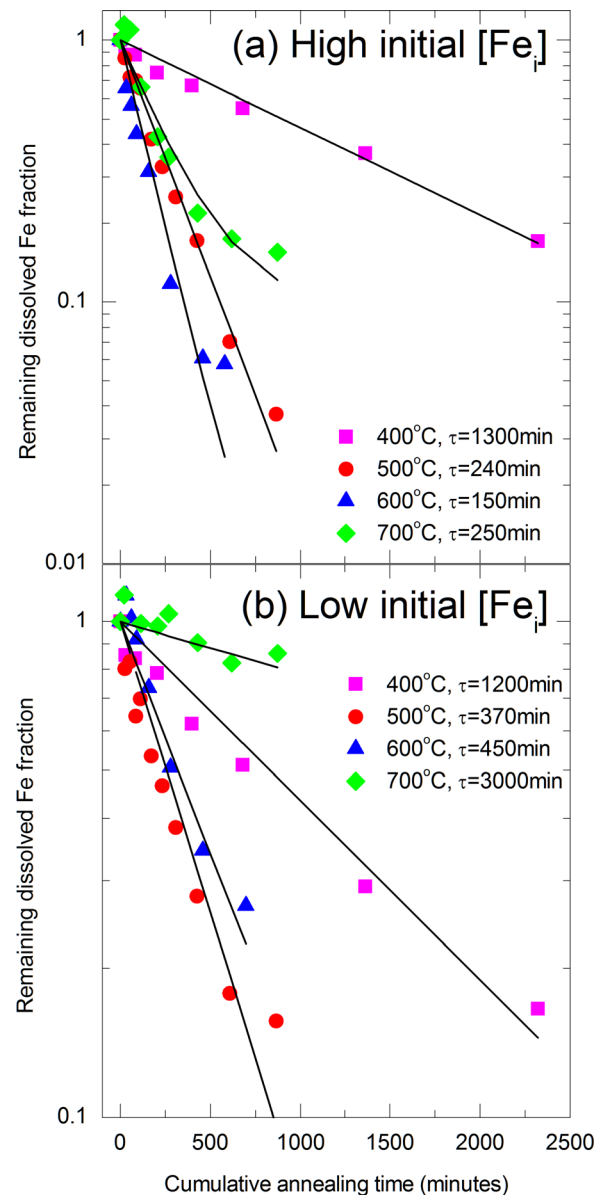 (a) High initial [Fe_i]
Remaining dissolved Fe fraction
1
0.1
0.01
400°C, τ=1300min
500°C, τ=240min
600°C, τ=150min
700°C, τ=250min
(b) Low initial [Fe_i]
Remaining dissolved Fe fraction
1
0.1
400°C, τ=1200min
500°C, τ=370min
600°C, τ=450min
700°C, τ=3000min
0 500 1000 1500 2000 2500
Cumulative annealing time (minutes)